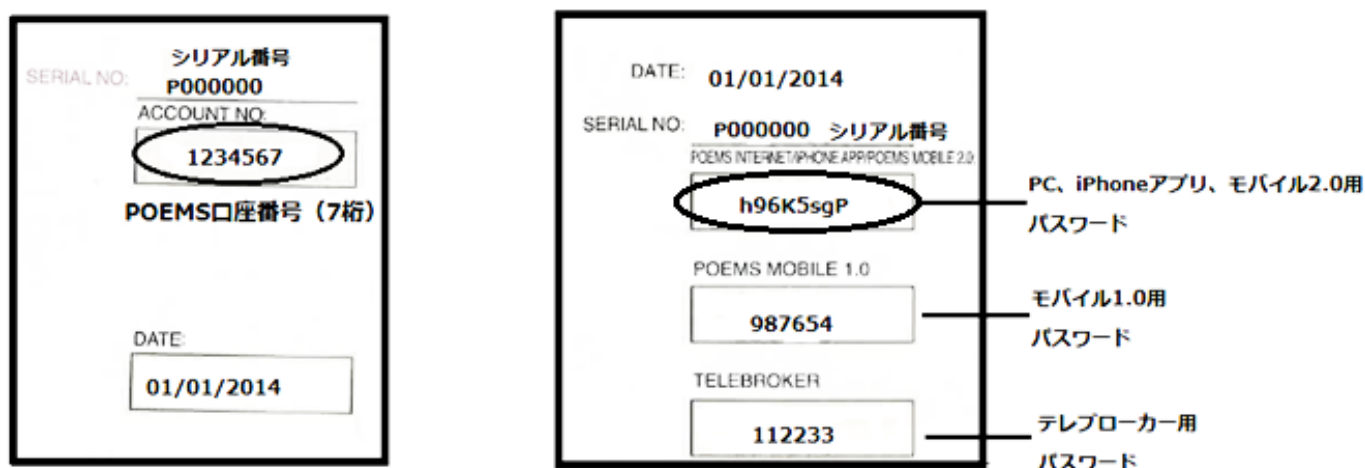 シリアル番号
SERIAL NO: P000000
ACCOUNT NO:
1234567
POEMS口座番号（7桁）
DATE:
01/01/2014
DATE: 01/01/2014
SERIAL NO: P000000 シリアル番号
POEMS INTERNET/IPHONE APP/POEMS MOBILE 2.0
h96K5sgP
PC、iPhoneアプリ、モバイル2.0用
パスワード
POEMS MOBILE 1.0
987654
モバイル1.0用
パスワード
TELEBROKER
112233
テレブローカー用
パスワード